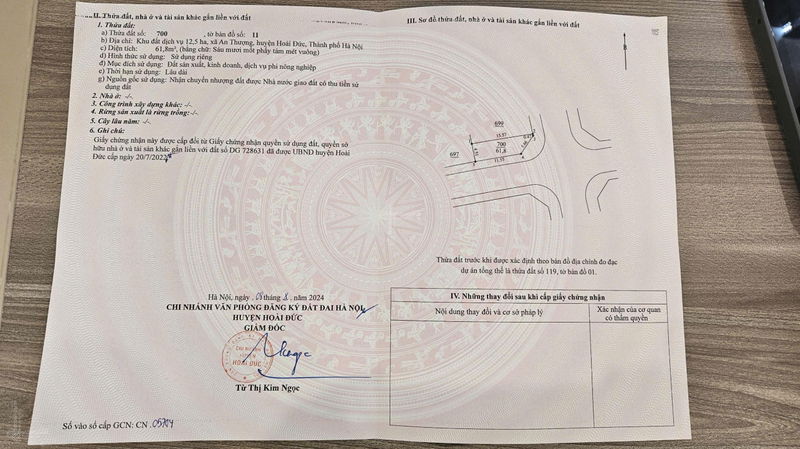 II. Thửa đất, nhà ở và tài sản khác gắn liền với đất
1. Thửa đất:
a) Thửa đất số: 700 , tờ bản đồ số: 11
b) Địa chỉ: Khu đất dịch vụ 12,5 ha, xã An Thượng, huyện Hoài Đức, Thành phố Hà Nội
c) Diện tích: 61,8m², (bằng chữ: Sáu mươi mốt phẩy tám mét vuông)
d) Hình thức sử dụng: Sử dụng riêng
đ) Mục đích sử dụng: Đất sản xuất, kinh doanh, dịch vụ phi nông nghiệp
e) Thời hạn sử dụng: Lâu dài
g) Nguồn gốc sử dụng: Nhận chuyển nhượng đất được Nhà nước giao đất có thu tiền sử
dụng đất
2. Nhà ở: -/-.
3. Công trình xây dựng khác: -/-.
4. Rừng sản xuất là rừng trồng: -/-.
5. Cây lâu năm: -/-.
6. Ghi chú:
Giấy chứng nhận này được cấp đổi từ Giấy chứng nhận quyền sử dụng đất, quyền sở
hữu nhà ở và tài sản khác gắn liền với đất số DG 728631 đã được UBND huyện Hoài
Đức cấp ngày 20/7/2022
Hà Nội, ngày tháng 8 năm 2024
CHI NHÁNH VĂN PHÒNG ĐĂNG KÝ ĐẤT ĐAI HÀ NỘI
HUYỆN HOÀI ĐỨC
GIÁM ĐỐC
CHI NHÁNH
HUYỆN
HOÀI ĐỨC
Từ Thị Kim Ngọc
Số vào sổ cấp GCN: CN 05704
III. Sơ đồ thửa đất, nhà ở và tài sản khác gắn liền với đất
B
699
15.57
697
700
61,8
11.55
Thửa đất trước khi được xác định theo bản đồ địa chính đo đạc
dự án tổng thể là thửa đất số 119, tờ bản đồ 01.
IV. Những thay đổi sau khi cấp giấy chứng nhận
Nội dung thay đổi và cơ sở pháp lý
Xác nhận của cơ quan
có thẩm quyền